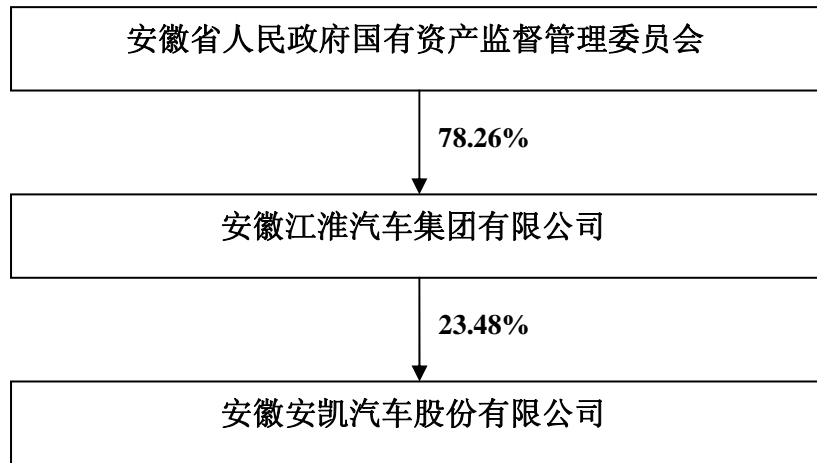 安徽省人民政府国有资产监督管理委员会
78.26%
安徽江淮汽车集团有限公司
23.48%
安徽安凯汽车股份有限公司